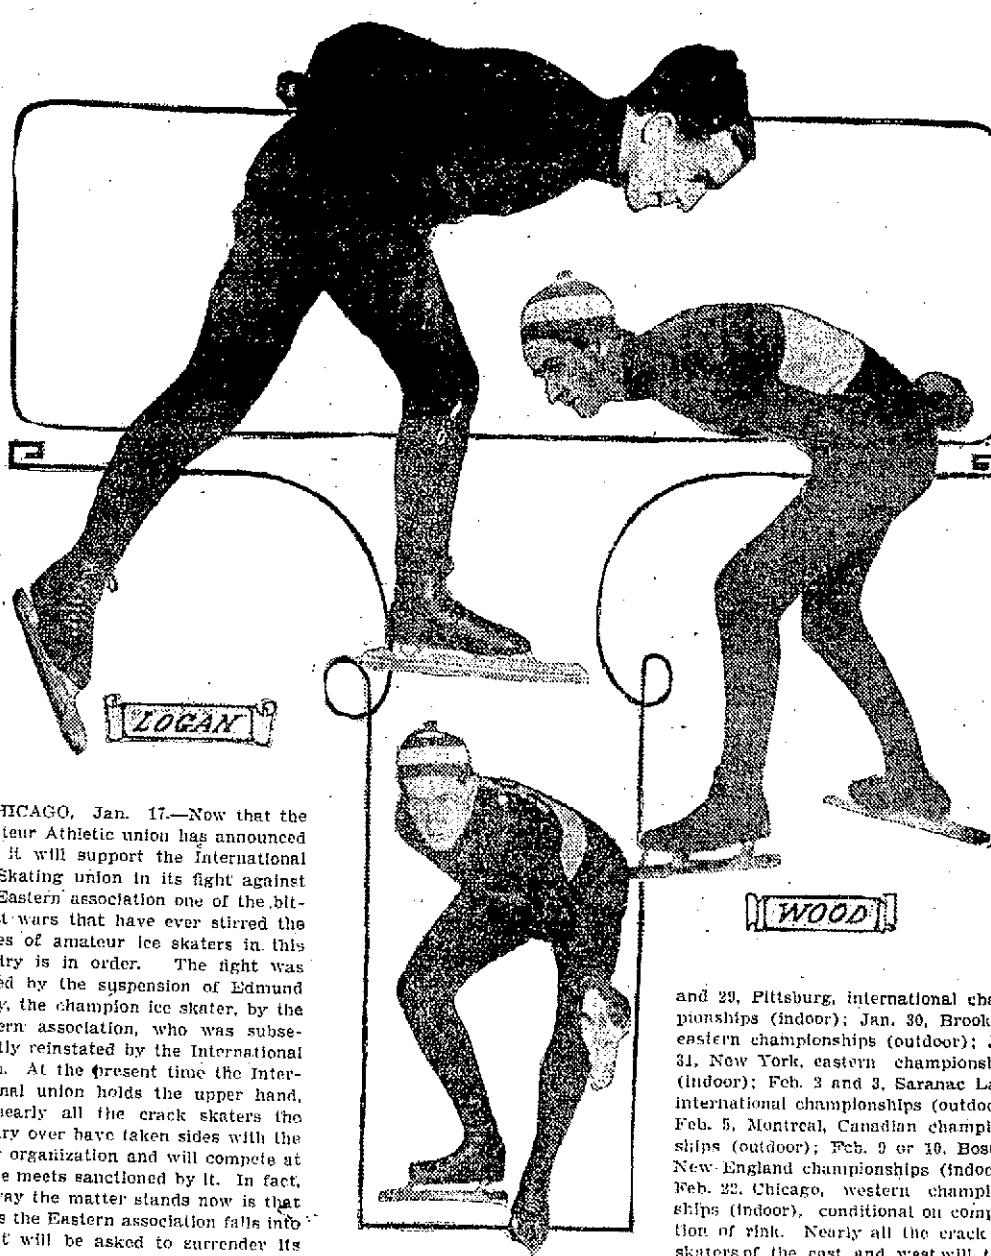 LOGAN
WOOD
HICAGO, Jan. 17.—Now that the
teur Athletic union has announced
it will support the International
Skating union in its fight against
Eastern association one of the bit-
t wars that have ever stirred the
es of amateur ice skaters in this
try is in order. The fight was
ed by the suspension of Edmund
y, the champion ice skater, by the
ern association, who was subse-
tly reinstated by the International
n. At the present time the Inter-
nal union holds the upper hand,
nearly all the crack skaters the
ry over have taken sides with the
r organization and will compete at
e meets sanctioned by it. In fact,
ay the matter stands now is that
s the Eastern association falls into
t will be asked to surrender its
and 29, Pittsburg, international cha
pionships (indoor); Jan. 30, Brook
eastern championships (outdoor); J
31, New York, eastern championsh
(indoor); Feb. 2 and 3, Saranac La
international championships (outdoo
Feb. 5, Montreal, Canadian champi
ships (outdoor); Feb. 9 or 10, Bos
New England championships (indoo
Feb. 22, Chicago, western champi
ships (indoor), conditional on comp
tion of rink. Nearly all the crack
skaters of the east and west will